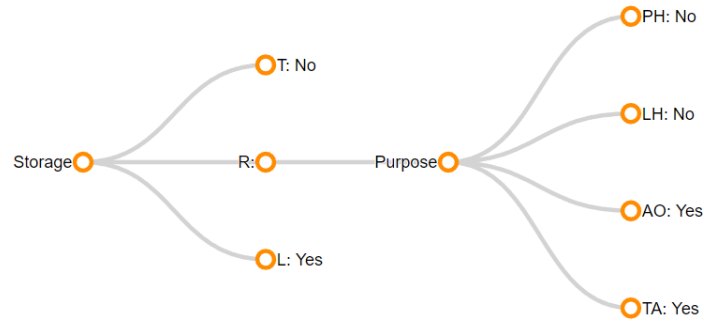 PH: No
T: No
LH: No
Storage R: Purpose
AO: Yes
L: Yes
TA: Yes